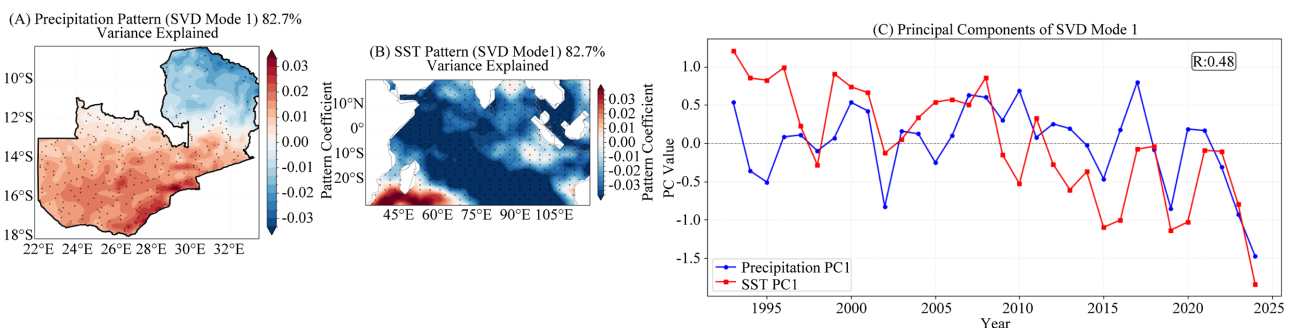 (A) Precipitation Pattern (SVD Mode 1) 82.7%
Variance Explained
10°S
12°S
14°S
16°S
18°S
22°E 24°E 26°E 28°E 30°E 32°E
0.03
0.02
0.01
0.00
-0.01
-0.02
-0.03
Pattern Coefficient
(B) SST Pattern (SVD Mode1) 82.7%
Variance Explained
10°N
0°
10°S
20°S
45°E 60°E 75°E 90°E 105°E
0.03
0.02
0.01
0.00
-0.01
-0.02
-0.03
Pattern Coefficient
(C) Principal Components of SVD Mode 1
R:0.48
PC Value
1.0
0.5
0.0
-0.5
-1.0
-1.5
Precipitation PC1
SST PC1
1995 2000 2005 2010 2015 2020 2025
Year